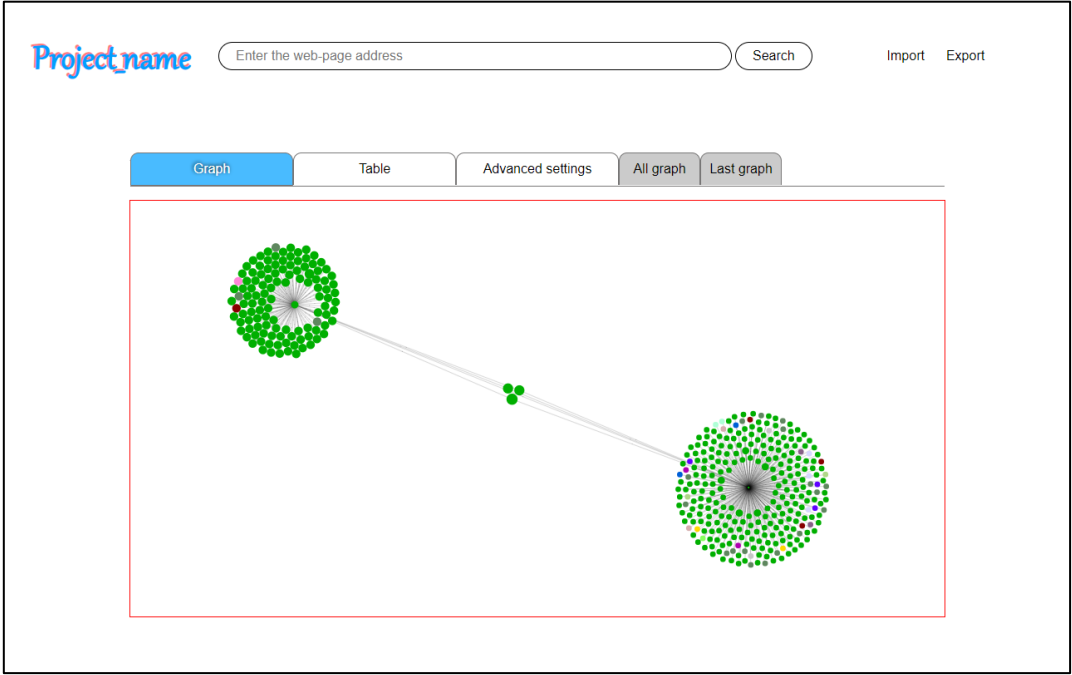 Project_name Enter the web-page address Search Import Export
Graph Table Advanced settings All graph Last graph